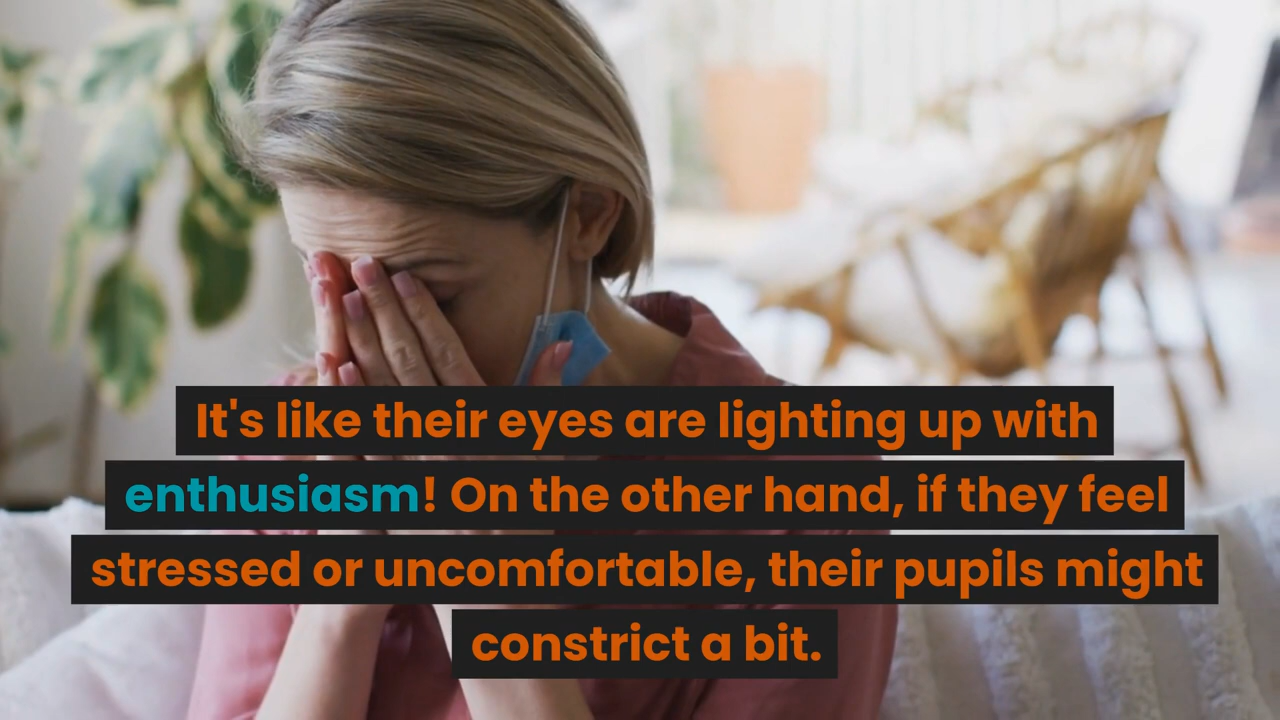 It's like their eyes are lighting up with
enthusiasm! On the other hand, if they feel
stressed or uncomfortable, their pupils might
constrict a bit.